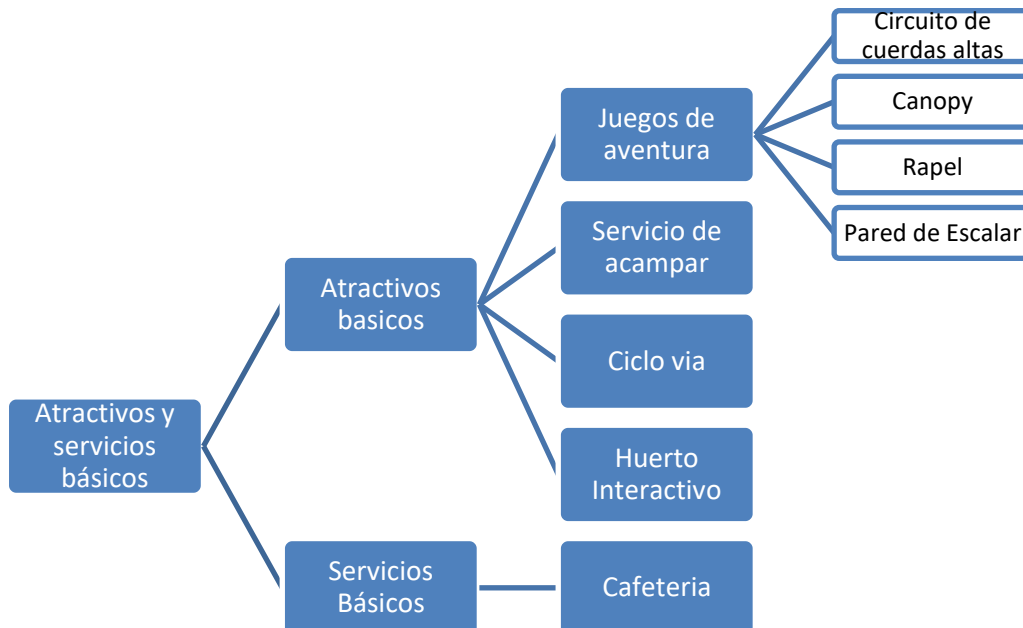 Circuito de
cuerdas altas
Juegos de
aventura
Canopy
Rapel
Pared de Escalar
Servicio de
acampar
Atractivos
basicos
Ciclo via
Atractivos y
servicios
básicos
Huerto
Interactivo
Servicios
Básicos
Cafeteria